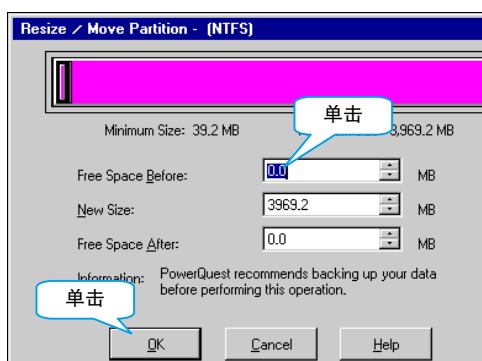 Resize / Move Partition - (NTFS)
单击
Minimum Size: 39.2 MB 3,969.2 MB
Free Space Before: 0.0 MB
New Size: 3969.2 MB
Free Space After: 0.0 MB
Information: PowerQuest recommends backing up your data
before performing this operation.
单击
OK Cancel Help